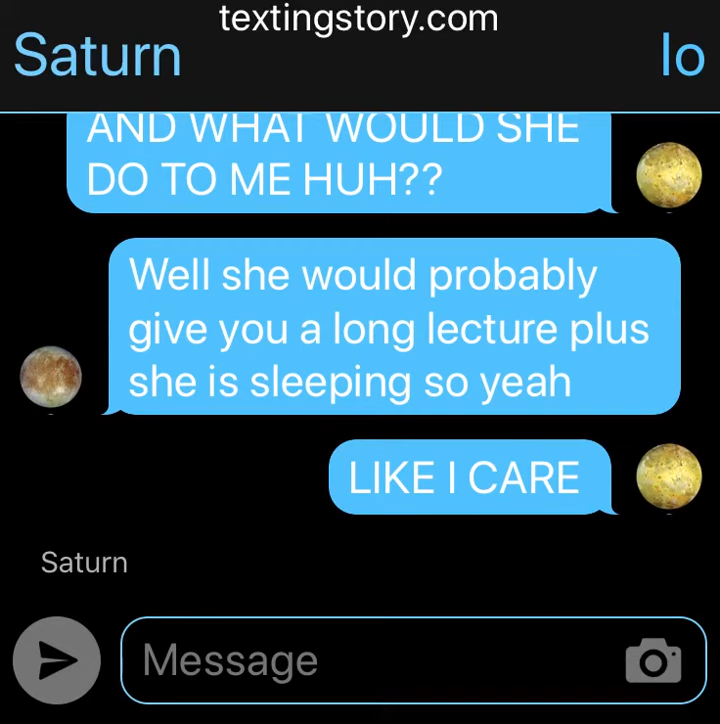 textingstory.com
Saturn
Io
AND WHAT WOULD SHE
DO TO ME HUH??
Well she would probably
give you a long lecture plus
she is sleeping so yeah
LIKE I CARE
Saturn
Message